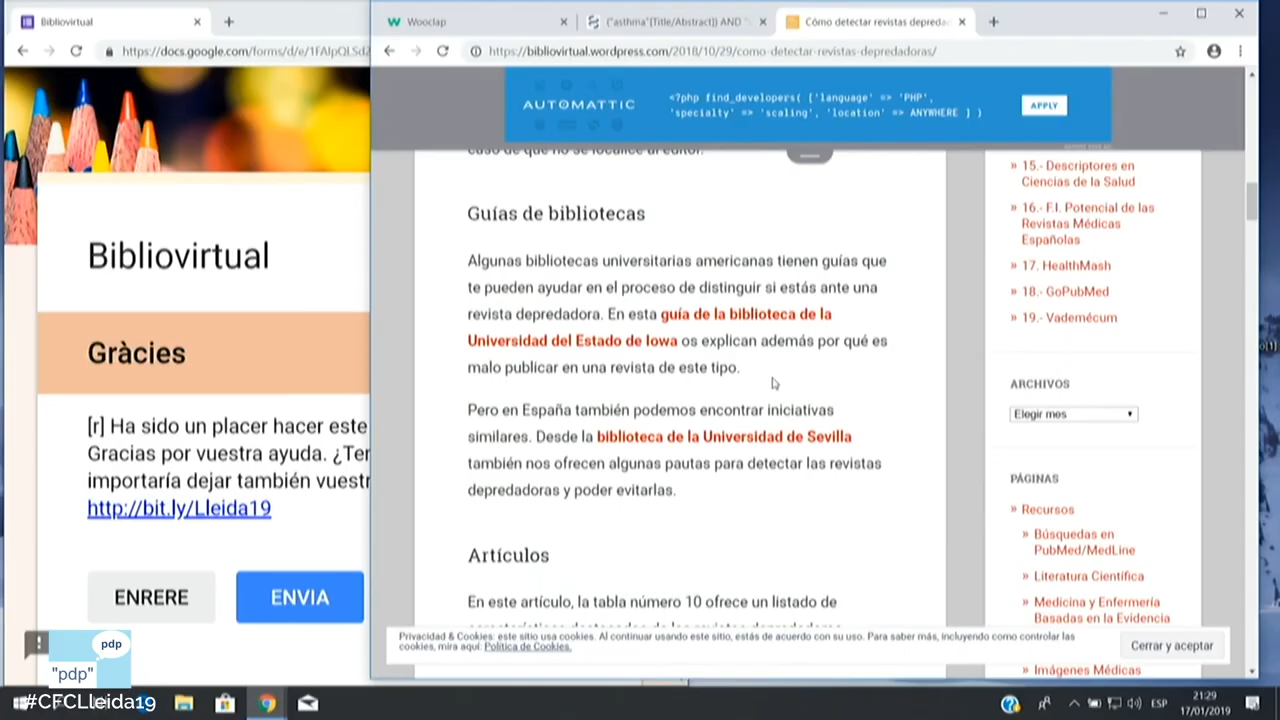 Bibliovirtual
https://docs.google.com/forms/d/e/1FAIpQLSd2
Bibliovirtual
Gràcies
[r] Ha sido un placer hacer este
Gracias por vuestra ayuda. ¿Ter
importaría dejar también vuestr
http://bit.ly/Lleida19
ENRERE
ENVIA
Wooclap
("asthma"[Title/Abstract]) AND "
Cómo detectar revistas depreda
https://bibliovirtual.wordpress.com/2018/10/29/como-detectar-revistas-depredadoras/
AUTOMATTIC
<?php find_developers( ['language' => 'PHP',
'specialty' => 'scaling', 'location' => ANYWHERE ] )
APPLY
caso de que no se localice al editor.
Guías de bibliotecas
Algunas bibliotecas universitarias americanas tienen guías que
te pueden ayudar en el proceso de distinguir si estás ante una
revista depredadora. En esta guía de la biblioteca de la
Universidad del Estado de Iowa os explican además por qué es
malo publicar en una revista de este tipo.
Pero en España también podemos encontrar iniciativas
similares. Desde la biblioteca de la Universidad de Sevilla
también nos ofrecen algunas pautas para detectar las revistas
depredadoras y poder evitarlas.
Artículos
En este artículo, la tabla número 10 ofrece un listado de
15.- Descriptores en
Ciencias de la Salud
16.- F.I. Potencial de las
Revistas Médicas
Españolas
17. HealthMash
18.- GoPubMed
19.- Vademécum
ARCHIVOS
Elegir mes
PÁGINAS
Recursos
Búsquedas en
PubMed/MedLine
Literatura Científica
Medicina y Enfermería
Basadas en la Evidencia
Imágenes Médicas
Privacidad & Cookies: este sitio usa cookies. Al continuar usando este sitio, estás de acuerdo con su uso. Para saber más, incluyendo como controlar las
cookies, mira aquí: Política de Cookies.
Cerrar y aceptar
pdp
"pdp"
#CFCLleida19
ESP
21:29
17/01/2019